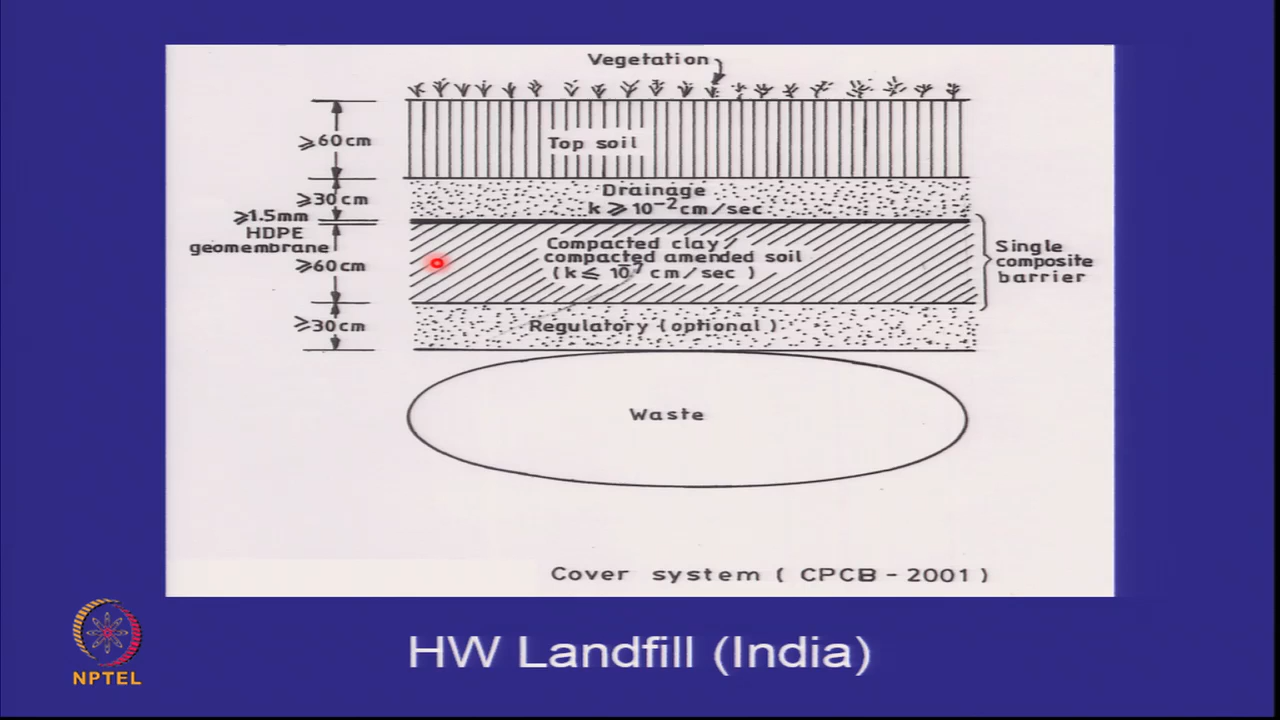 Vegetation
⩾60 cm
Top soil
⩾30 cm
Drainage
k ⩾ 10⁻² cm/sec
⩾1.5mm
HDPE
geomembrane
⩾60 cm
Compacted clay/
compacted amended soil
(k ⩽ 10⁻⁷ cm/sec)
Single
composite
barrier
⩾30 cm
Regulatory (optional)
Waste
Cover system (CPCB - 2001)
NPTEL
HW Landfill (India)